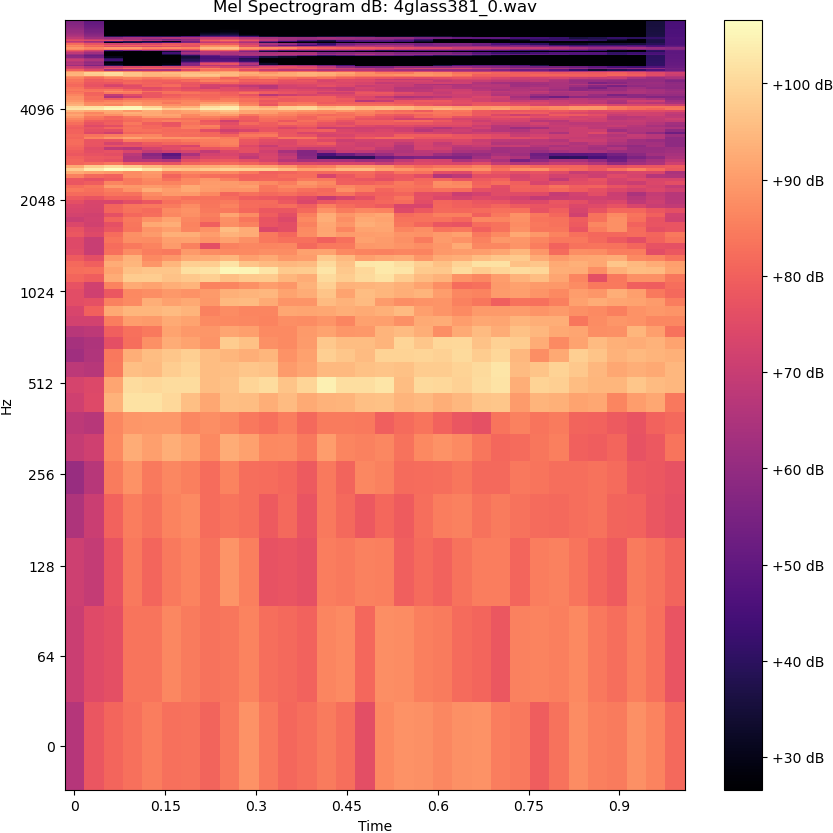 Mel Spectrogram dB: 4glass381_0.wav
Hz
4096
2048
1024
512
256
128
64
0
0 0.15 0.3 0.45 0.6 0.75 0.9
Time
+100 dB
+90 dB
+80 dB
+70 dB
+60 dB
+50 dB
+40 dB
+30 dB